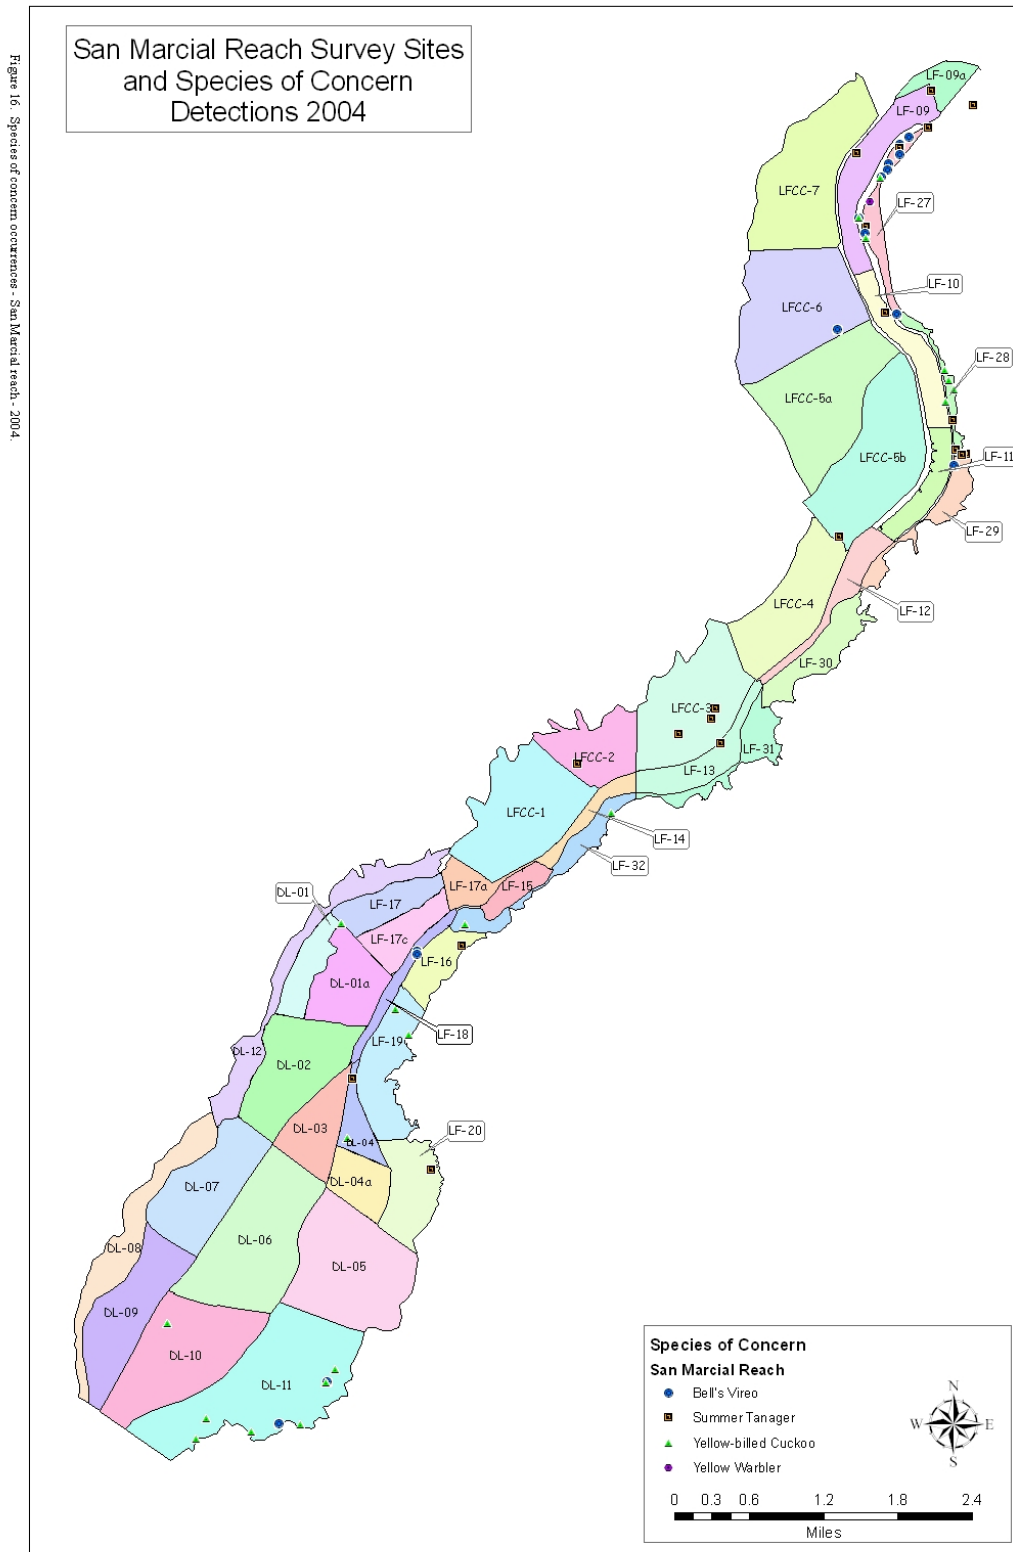 San Marcial Reach Survey Sites
and Species of Concern
Detections 2004
Figure 16. Species of concern occurrences - San Marcial reach - 2004.
LF-09a
LF-09
LFCC-7
LF-27
LF-10
LFCC-6
LF-28
LFCC-5a
LFCC-5b
LF-11
LF-29
LFCC-4
LF-12
LF-30
LFCC-3
LF-31
LFCC-2
LF-13
LFCC-1
LF-14
LF-32
LF-17a
LF-15
DL-01
LF-17
LF-17c
LF-16
DL-01a
LF-18
LF-19
DL-12
DL-02
DL-03
LF-20
DL-04
DL-04a
DL-07
DL-06
DL-08
DL-05
DL-09
DL-10
DL-11
Species of Concern
San Marcial Reach
Bell's Vireo
Summer Tanager
Yellow-billed Cuckoo
Yellow Warbler
N
W E
S
0 0.3 0.6 1.2 1.8 2.4
Miles